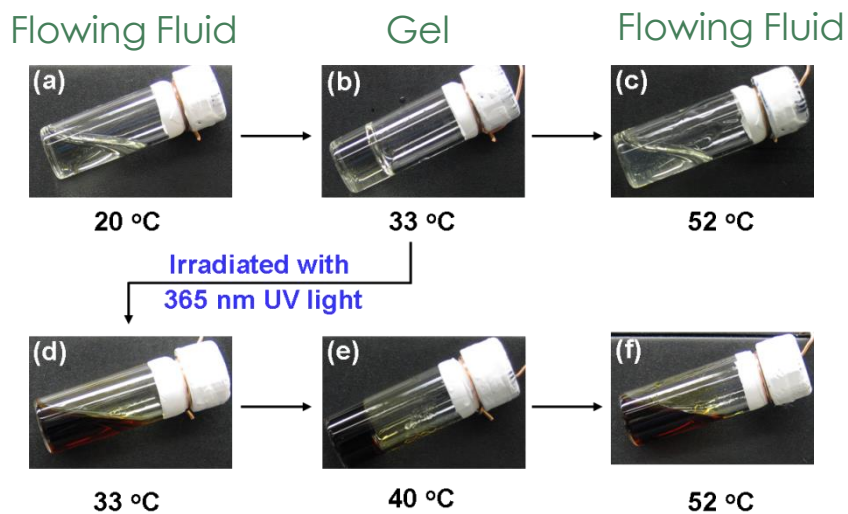 Flowing Fluid
Gel
Flowing Fluid
(a)
(b)
(c)
20 °C
33 °C
52 °C
Irradiated with
365 nm UV light
(d)
(e)
(f)
33 °C
40 °C
52 °C